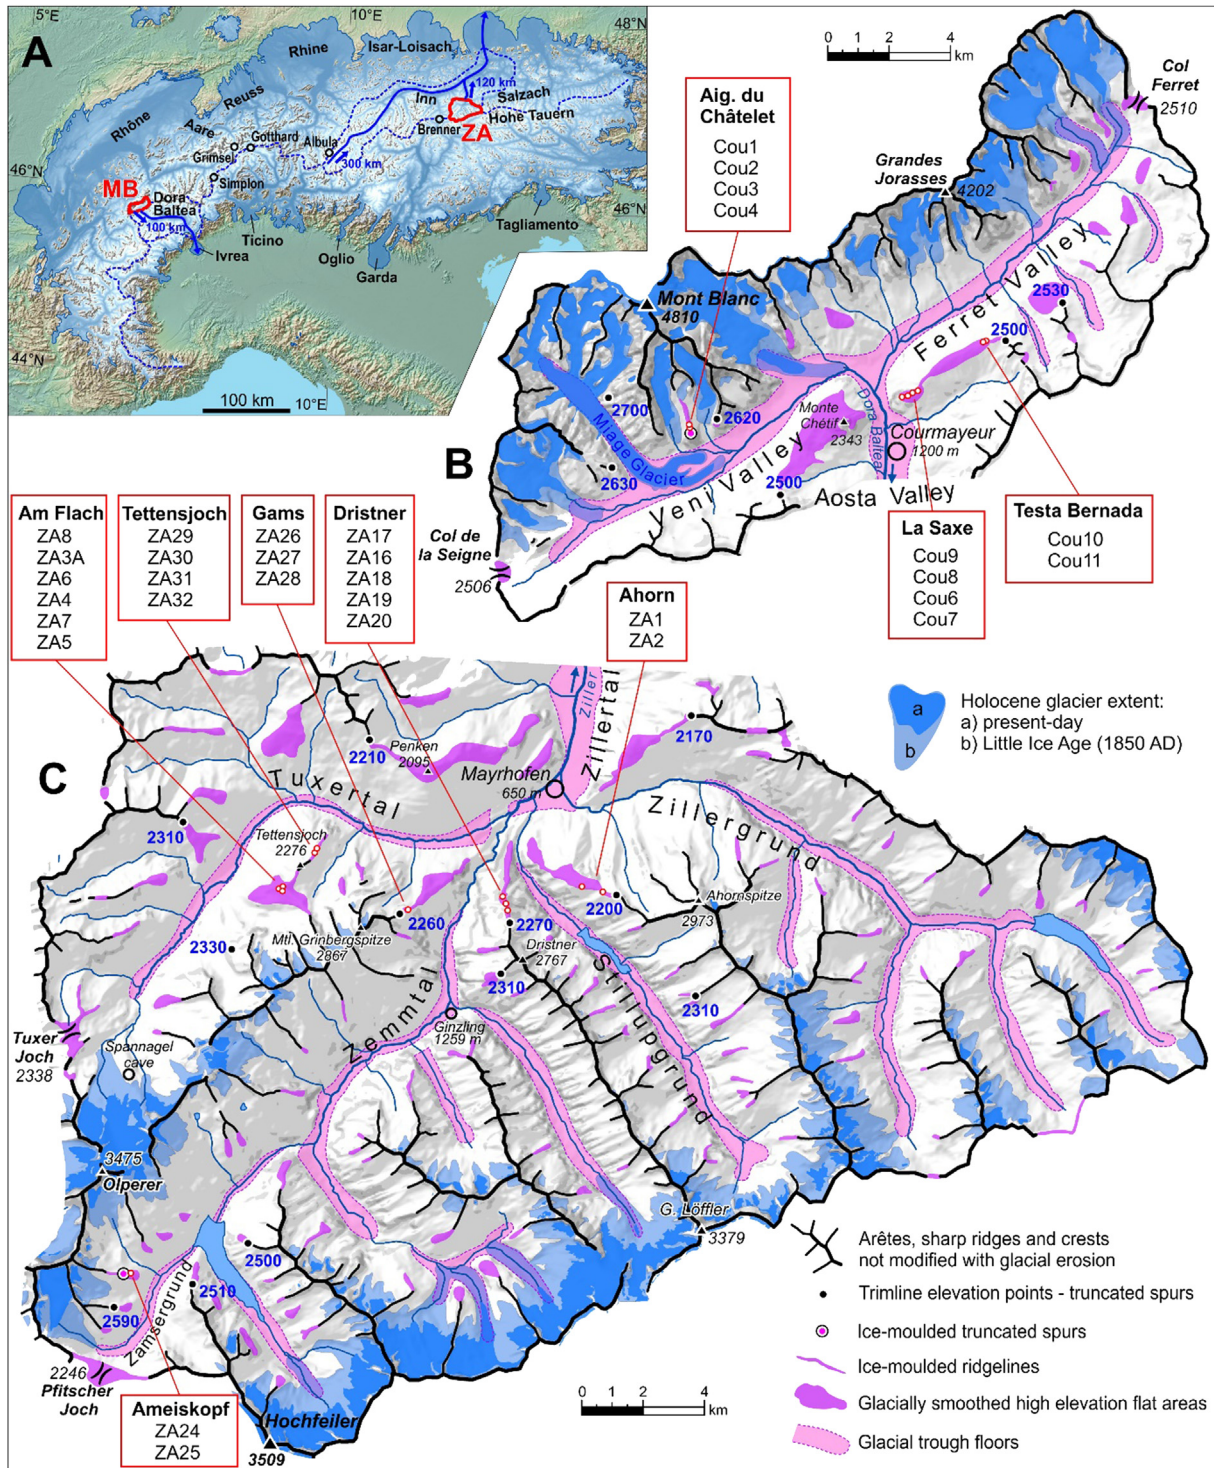 A
5°E
10°E
48°N
Rhine
Isar-Loisach
Reuss
Rhône
Aare
Inn
120 km
Salzach
Gotthard
Grimsel
Albula
Brenner
Hohe Tauern
ZA
300 km
46°N
Simplon
MB
Dora
Baltea
100 km
46°N
Ticino
Tagliamento
Ivrea
Oglio
Garda
44°N
100 km
10°E
B
0
2
4
km
Col
Ferret
2510
Aig. du
Châtelet
Cou1
Cou2
Cou3
Cou4
Grandes
Jorasses
4202
Mont Blanc
4810
Ferret Valley
2530
2500
2700
2620
Monte
Chétif
2343
Dora Baltea
Courmayeur
1200 m
Miage Glacier
2630
Veni Valley
2500
Aosta Valley
Col de
la Seigne
2506
La Saxe
Cou9
Cou8
Cou6
Cou7
Testa Bernada
Cou10
Cou11
Am Flach
ZA8
ZA3A
ZA6
ZA4
ZA7
ZA5
Tettensjoch
ZA29
ZA30
ZA31
ZA32
Gams
ZA26
ZA27
ZA28
Dristner
ZA17
ZA16
ZA18
ZA19
ZA20
Ahorn
ZA1
ZA2
a
b
Holocene glacier extent:
a) present-day
b) Little Ice Age (1850 AD)
C
Ziller
Zillertal
2170
2210
Penken
2095
Mayrhofen
650 m
Tuxertal
Zillergrund
2310
Tettensjoch
2276
Ahornspitze
2973
2200
2260
2270
2330
Mtl. Grinbergspitze
2867
Dristner
2767
2310
2310
Stillupgrund
Zemmtal
Ginzling
1259 m
Tuxer
Joch
2338
Spannagel
cave
3475
Olperer
G. Löffler
3379
2500
2510
2590
Zamsergrund
2246
Pfitscher
Joch
Ameiskopf
ZA24
ZA25
Hochfeiler
3509
0
2
4
km
Arêtes, sharp ridges and crests
not modified with glacial erosion
Trimline elevation points - truncated spurs
Ice-moulded truncated spurs
Ice-moulded ridgelines
Glacially smoothed high elevation flat areas
Glacial trough floors